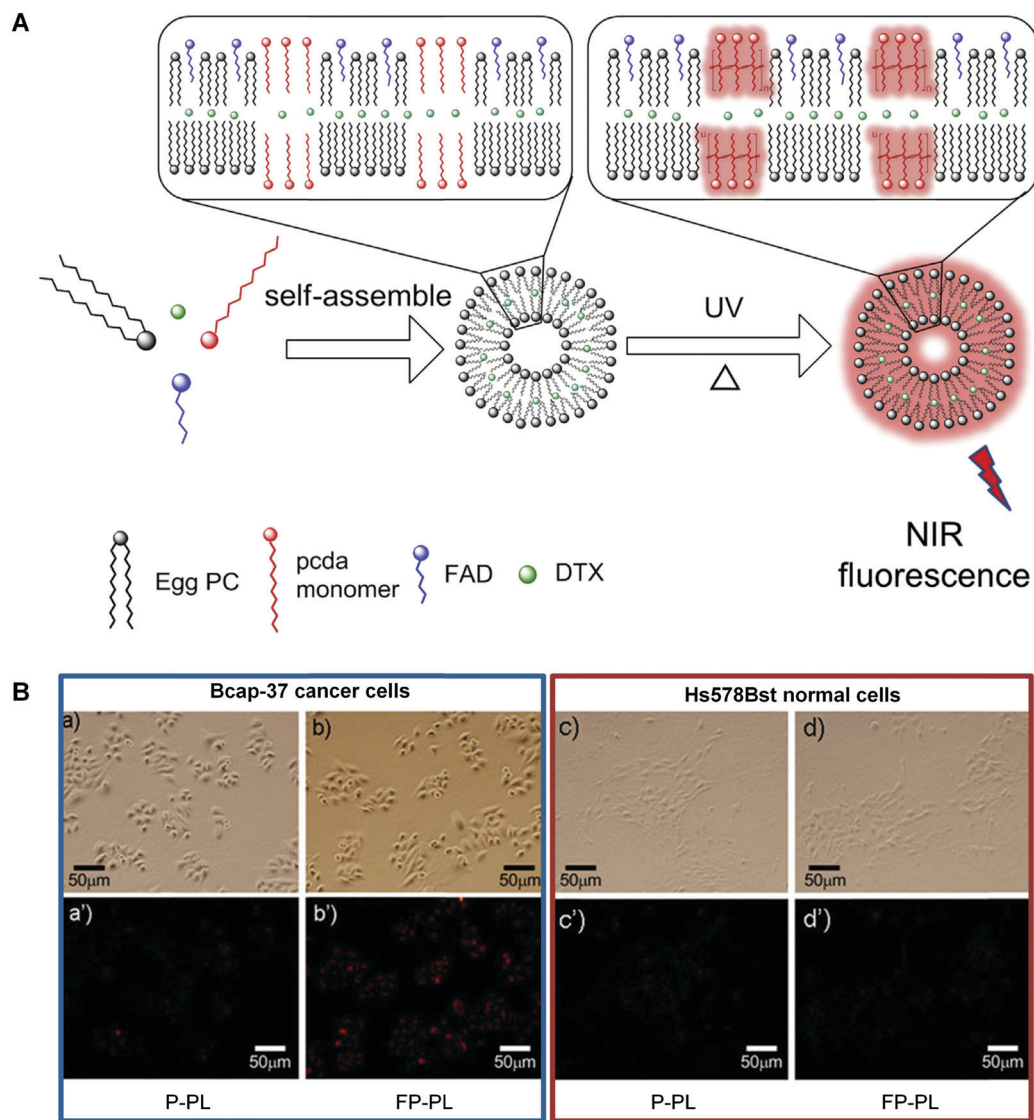 A
n
n
u
u
self-assemble
UV
△
NIR
fluorescence
Egg PC
pcda
monomer
FAD
DTX
B
Bcap-37 cancer cells
Hs578Bst normal cells
a)
b)
c)
d)
50μm
50μm
50μm
50μm
a')
b')
c')
d')
50μm
50μm
50μm
50μm
P-PL
FP-PL
P-PL
FP-PL